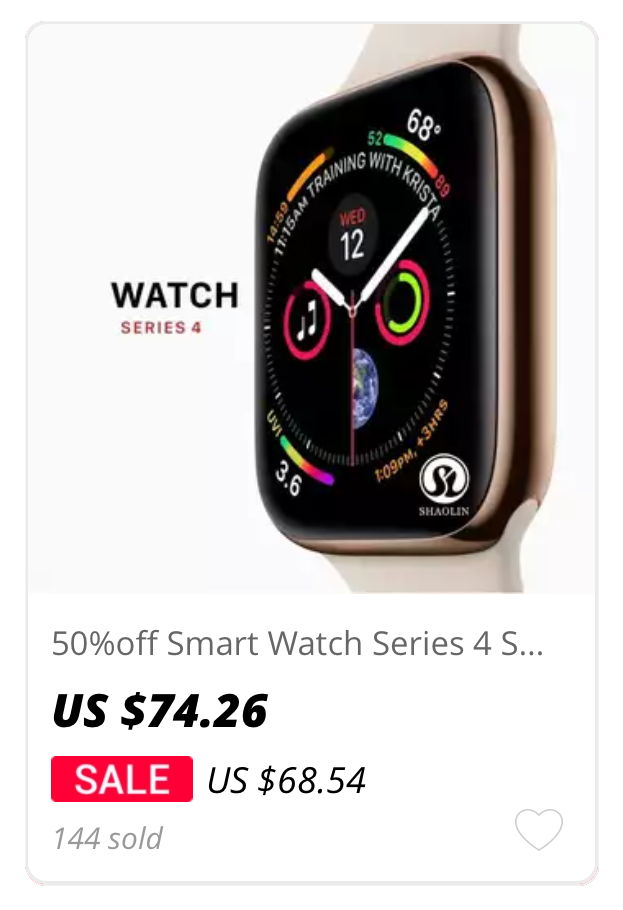 68°
52
89
14:59
11:15AM TRAINING WITH KRISTA
WED
12
WATCH
SERIES 4
UVI
3.6
1:09PM, +3HRS
S
SHAOLIN
50%off Smart Watch Series 4 S...
US $74.26
SALE US $68.54
144 sold